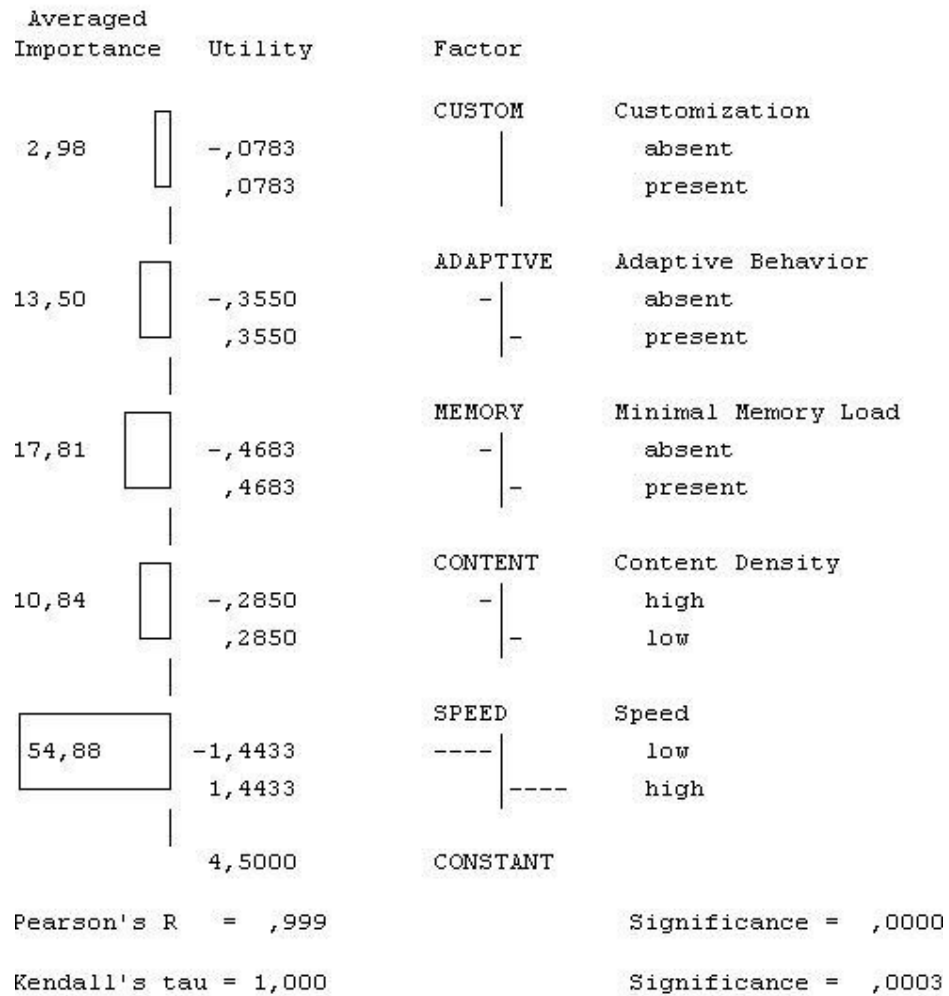 Averaged
Importance Utility Factor
CUSTOM Customization
2,98 -,0783 absent
,0783 present
ADAPTIVE Adaptive Behavior
13,50 -,3550 absent
,3550 present
MEMORY Minimal Memory Load
17,81 -,4683 absent
,4683 present
CONTENT Content Density
10,84 -,2850 high
,2850 low
SPEED Speed
54,88 -1,4433 low
1,4433 high
4,5000 CONSTANT
Pearson's R = ,999 Significance = ,0000
Kendall's tau = 1,000 Significance = ,0003